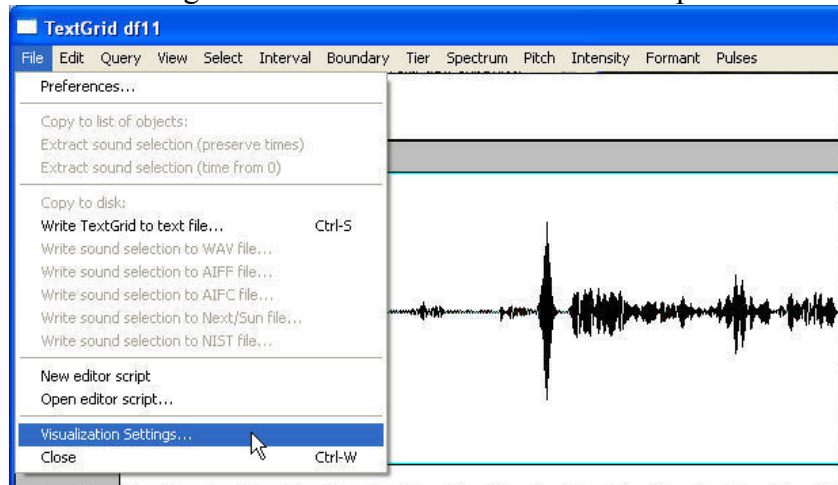 TextGrid df11
File Edit Query View Select Interval Boundary Tier Spectrum Pitch Intensity Formant Pulses
Preferences...
Copy to list of objects:
Extract sound selection (preserve times)
Extract sound selection (time from 0)
Copy to disk:
Write TextGrid to text file... Ctrl-S
Write sound selection to WAV file...
Write sound selection to AIFF file...
Write sound selection to AIFC file...
Write sound selection to Next/Sun file...
Write sound selection to NIST file...
New editor script
Open editor script...
Visualization Settings...
Close Ctrl-W